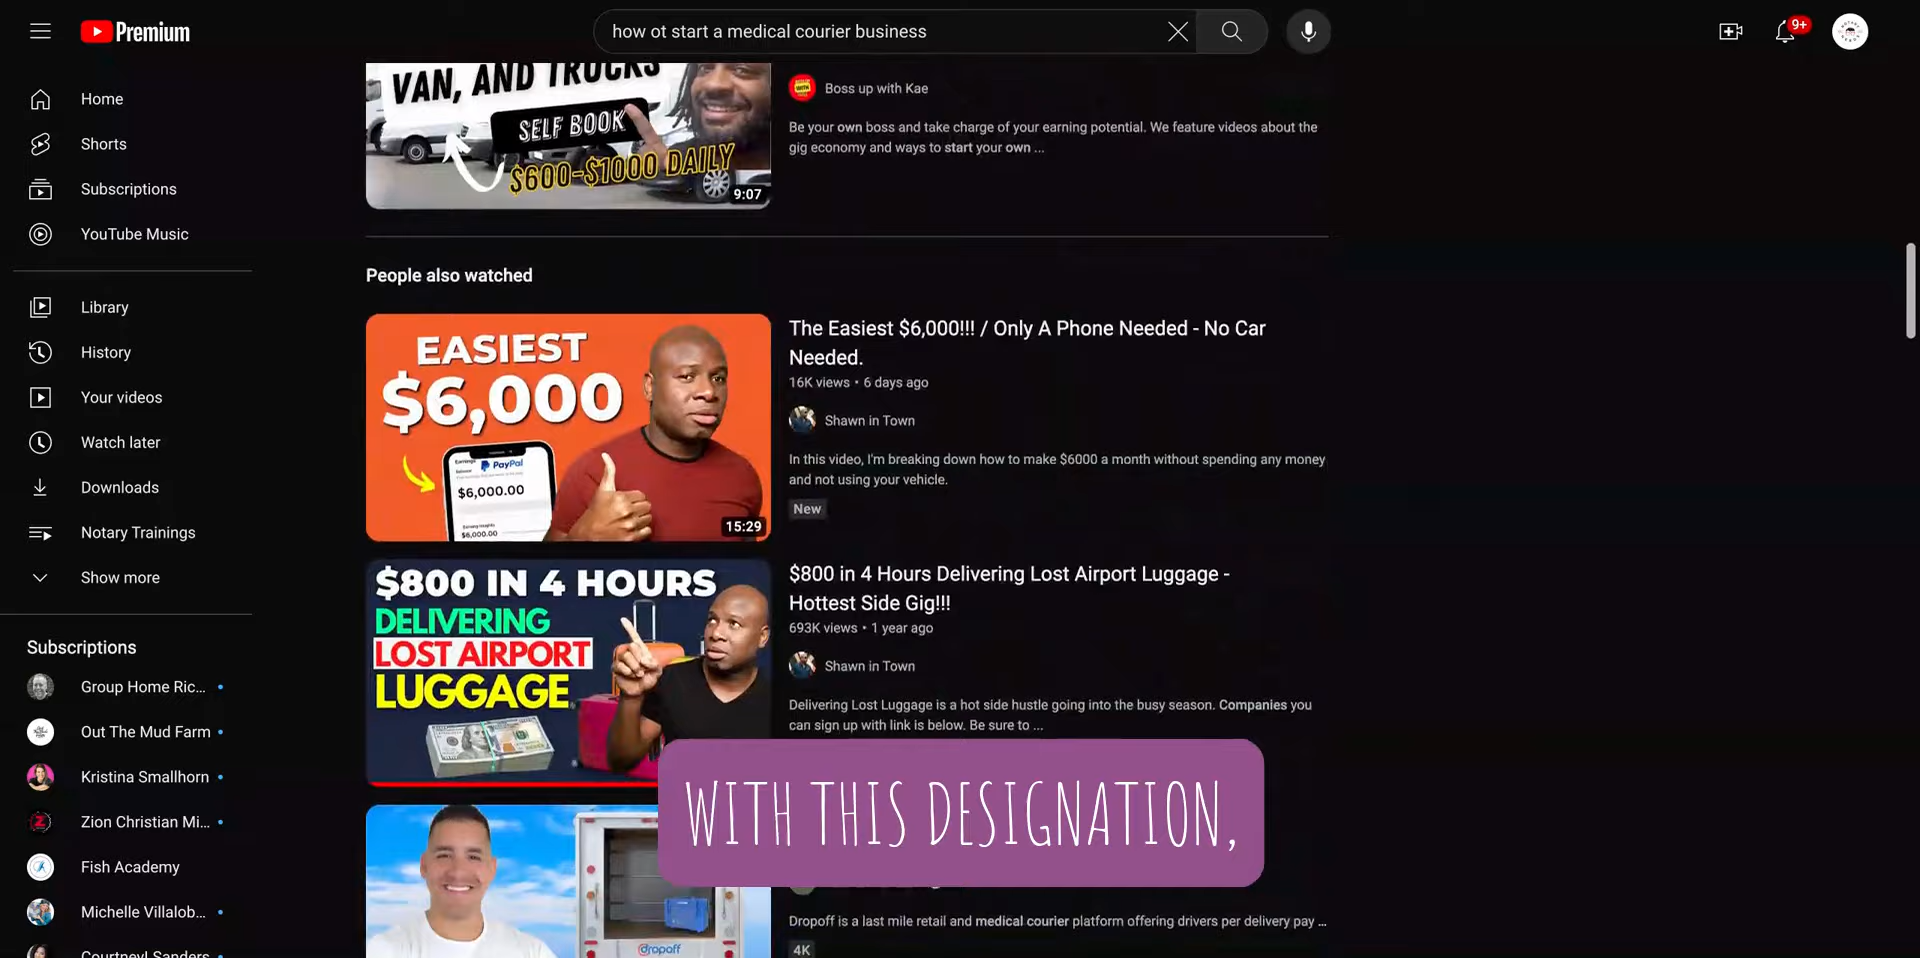 Premium
how ot start a medical courier business
9+
Home
Shorts
Subscriptions
YouTube Music
Library
History
Your videos
Watch later
Downloads
Notary Trainings
Show more
Subscriptions
Group Home Ric...
Out The Mud Farm
Kristina Smallhorn
Zion Christian Mi...
Fish Academy
Michelle Villalob...
Courtneyl Sanders
VAN, AND TRUCKS
SELF BOOK
$600-$1000 DAILY
9:07
Boss up with Kae
Be your own boss and take charge of your earning potential. We feature videos about the
gig economy and ways to start your own ...
People also watched
EASIEST
$6,000
PayPal
$6,000.00
$6,000.00
15:29
The Easiest $6,000!!! / Only A Phone Needed - No Car
Needed.
16K views • 6 days ago
Shawn in Town
In this video, I'm breaking down how to make $6000 a month without spending any money
and not using your vehicle.
New
$800 IN 4 HOURS
DELIVERING
LOST AIRPORT
LUGGAGE
$800 in 4 Hours Delivering Lost Airport Luggage -
Hottest Side Gig!!!
693K views • 1 year ago
Shawn in Town
Delivering Lost Luggage is a hot side hustle going into the busy season. Companies you
can sign up with link is below. Be sure to ...
WITH THIS DESIGNATION,
dropoff
Dropoff is a last mile retail and medical courier platform offering drivers per delivery pay ...
4K